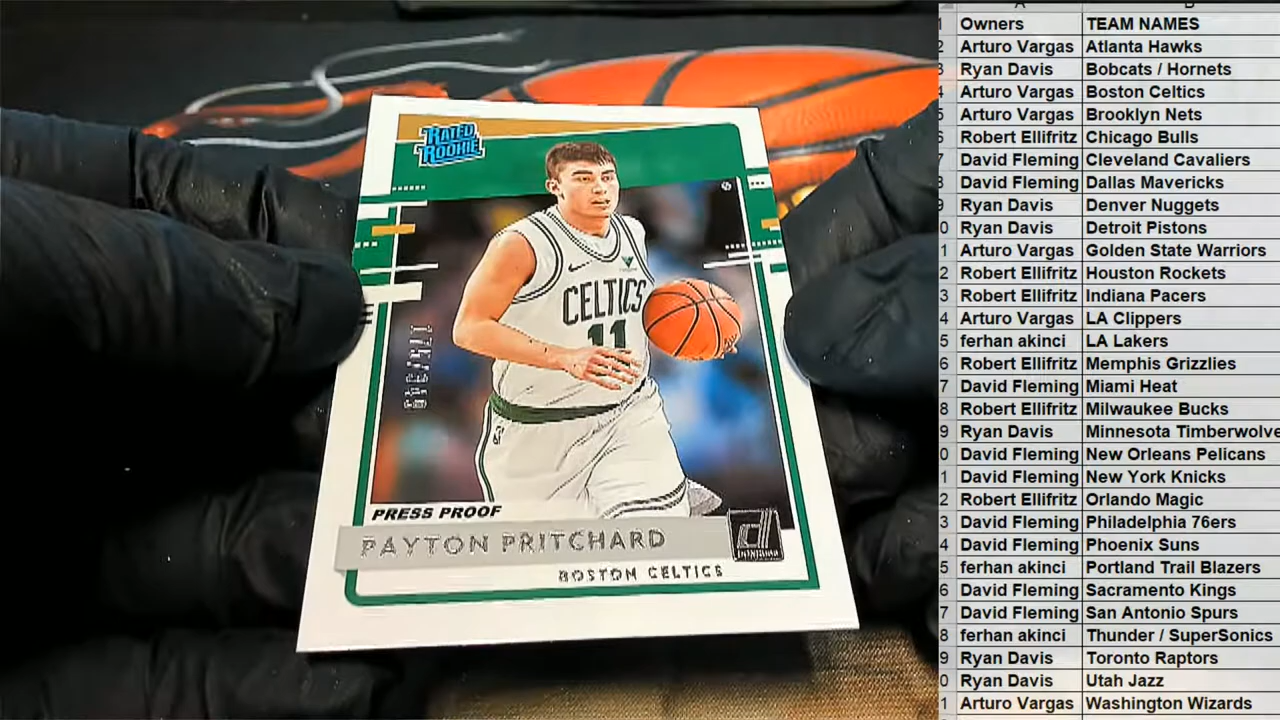 RATED
ROOKIE
CELTICS
11
PRESS PROOF
PAYTON PRITCHARD
DONRUSS
BOSTON CELTICS
Owners TEAM NAMES
Arturo Vargas Atlanta Hawks
Ryan Davis Bobcats / Hornets
Arturo Vargas Boston Celtics
Arturo Vargas Brooklyn Nets
Robert Ellifritz Chicago Bulls
David Fleming Cleveland Cavaliers
David Fleming Dallas Mavericks
Ryan Davis Denver Nuggets
Ryan Davis Detroit Pistons
Arturo Vargas Golden State Warriors
Robert Ellifritz Houston Rockets
Robert Ellifritz Indiana Pacers
Arturo Vargas LA Clippers
ferhan akinci LA Lakers
Robert Ellifritz Memphis Grizzlies
David Fleming Miami Heat
Robert Ellifritz Milwaukee Bucks
Ryan Davis Minnesota Timberwolve
David Fleming New Orleans Pelicans
David Fleming New York Knicks
Robert Ellifritz Orlando Magic
David Fleming Philadelphia 76ers
David Fleming Phoenix Suns
ferhan akinci Portland Trail Blazers
David Fleming Sacramento Kings
David Fleming San Antonio Spurs
ferhan akinci Thunder / SuperSonics
Ryan Davis Toronto Raptors
Ryan Davis Utah Jazz
Arturo Vargas Washington Wizards